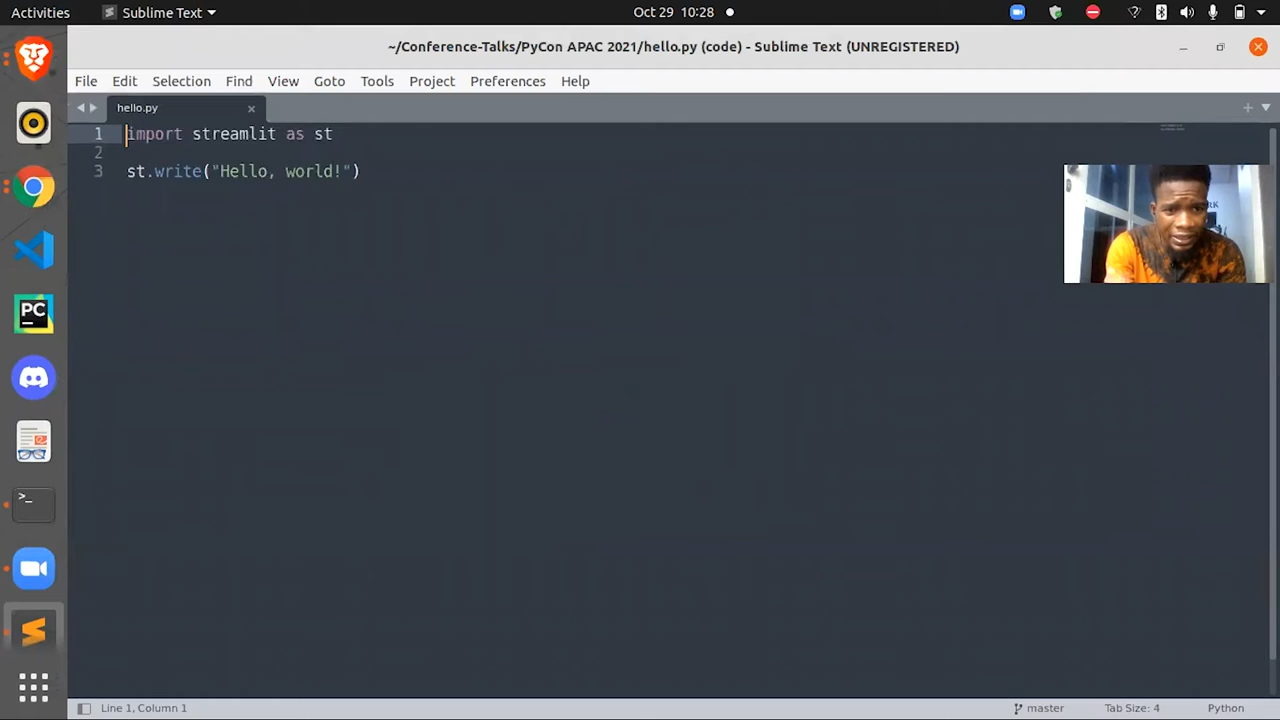 Activities
Sublime Text
Oct 29 10:28
~/Conference-Talks/PyCon APAC 2021/hello.py (code) - Sublime Text (UNREGISTERED)
File Edit Selection Find View Goto Tools Project Preferences Help
hello.py
1 import streamlit as st
2
3 st.write("Hello, world!")
RK
PC
>_
Line 1, Column 1
master
Tab Size: 4
Python